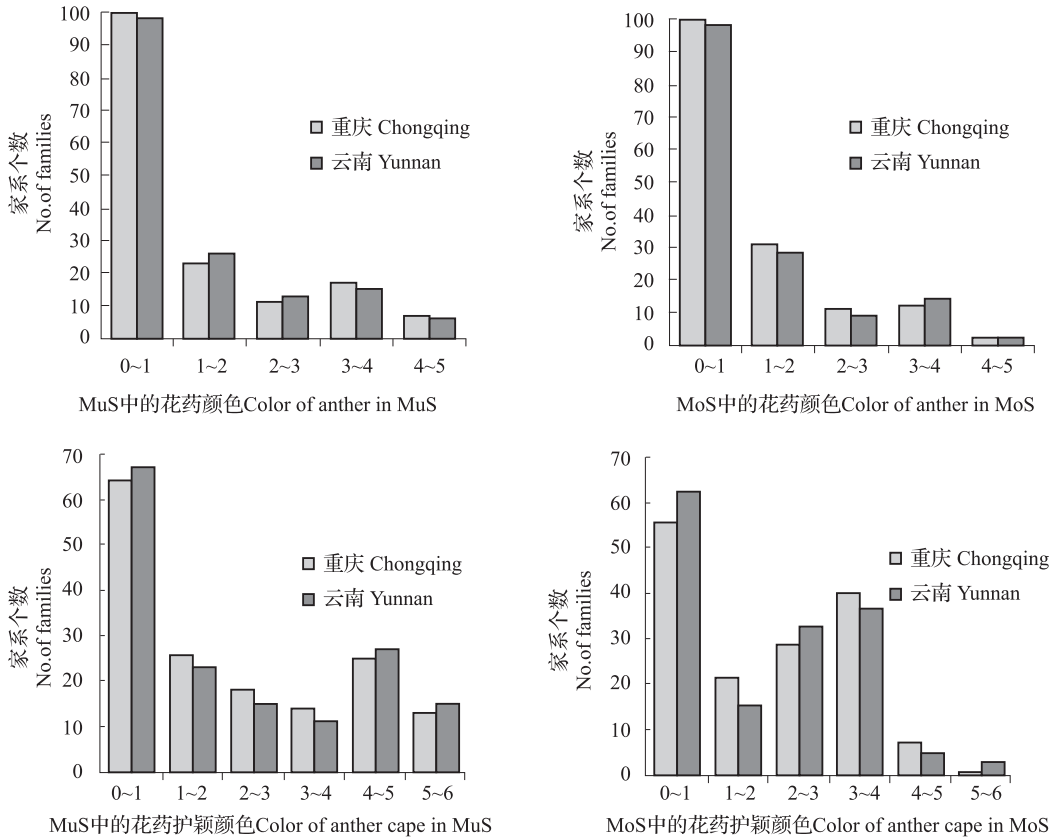 100
90
80
70
60
50
40
30
20
10
0
家系个数
No.of families
重庆 Chongqing
云南 Yunnan
0~1 1~2 2~3 3~4 4~5
MuS中的花药颜色Color of anther in MuS
100
90
80
70
60
50
40
30
20
10
0
家系个数
No.of families
重庆 Chongqing
云南 Yunnan
0~1 1~2 2~3 3~4 4~5
MoS中的花药颜色Color of anther in MoS
70
60
50
40
30
20
10
0
家系个数
No.of families
重庆 Chongqing
云南 Yunnan
0~1 1~2 2~3 3~4 4~5 5~6
MuS中的花药护颖颜色Color of anther cape in MuS
70
60
50
40
30
20
10
0
家系个数
No.of families
重庆 Chongqing
云南 Yunnan
0~1 1~2 2~3 3~4 4~5 5~6
MoS中的花药护颖颜色Color of anther cape in MoS